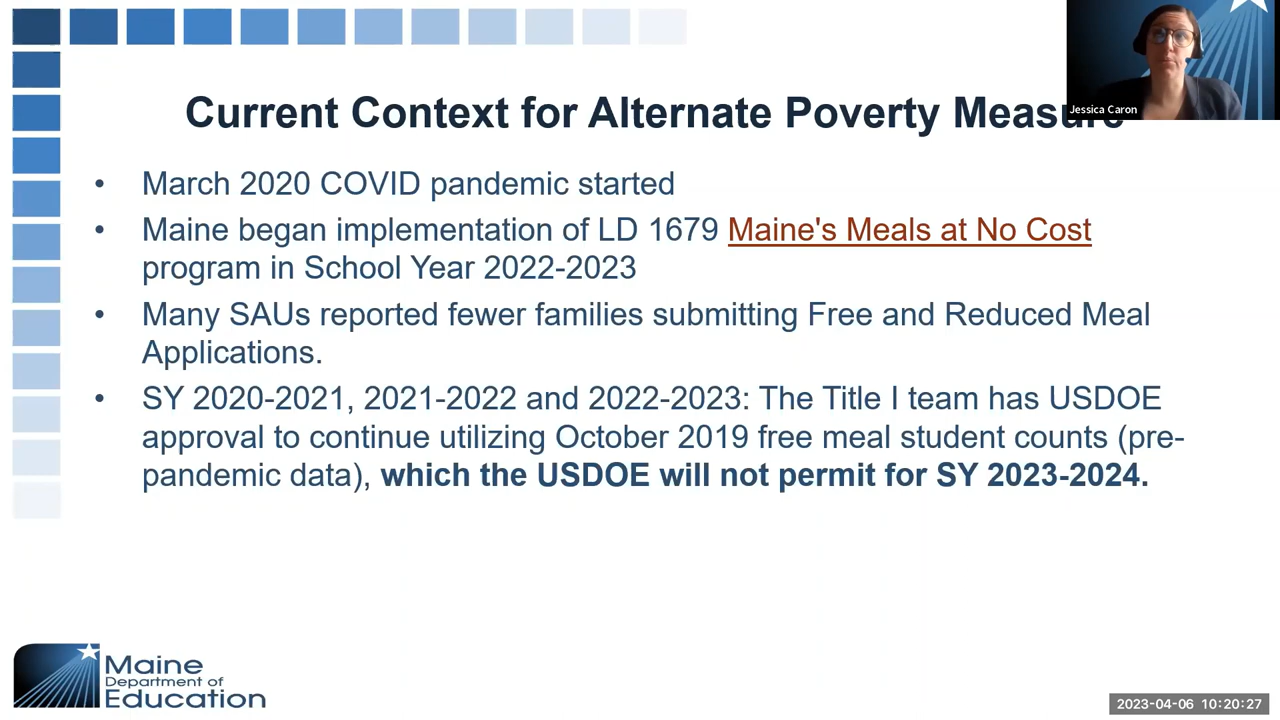 Current Context for Alternate Poverty Measure
Jessica Caron
• March 2020 COVID pandemic started
• Maine began implementation of LD 1679 Maine's Meals at No Cost
program in School Year 2022-2023
• Many SAUs reported fewer families submitting Free and Reduced Meal
Applications.
• SY 2020-2021, 2021-2022 and 2022-2023: The Title I team has USDOE
approval to continue utilizing October 2019 free meal student counts (pre-
pandemic data), which the USDOE will not permit for SY 2023-2024.
Maine
Department of
Education
2023-04-06 10:20:27